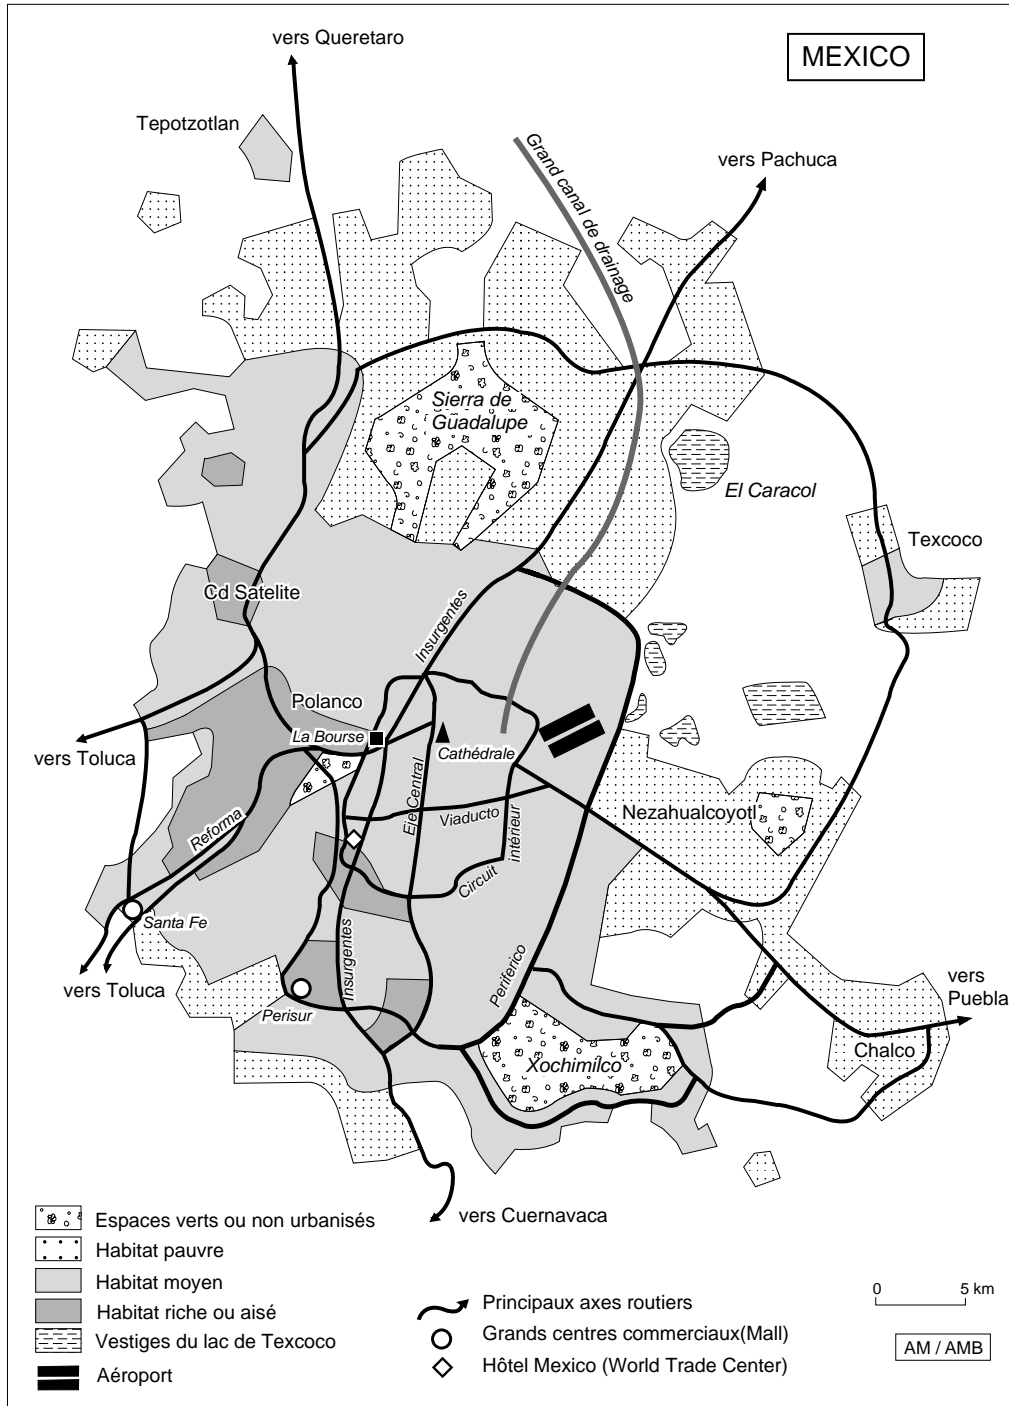 vers Queretaro
MEXICO
Tepotzotlan
Grand canal de drainage
vers Pachuca
Sierra de
Guadalupe
El Caracol
Texcoco
Cd Satelite
Insurgentes
Polanco
La Bourse
Cathédrale
vers Toluca
Eje Central
Viaducto
Nezahualcoyotl
Reforma
intérieur
Circuit
Santa Fe
Insurgentes
Periferico
vers Toluca
Perisur
vers
Puebla
Chalco
Xochimilco
vers Cuernavaca
Espaces verts ou non urbanisés
Habitat pauvre
Habitat moyen
Habitat riche ou aisé
Vestiges du lac de Texcoco
Aéroport
Principaux axes routiers
Grands centres commerciaux(Mall)
Hôtel Mexico (World Trade Center)
0 5 km
AM / AMB